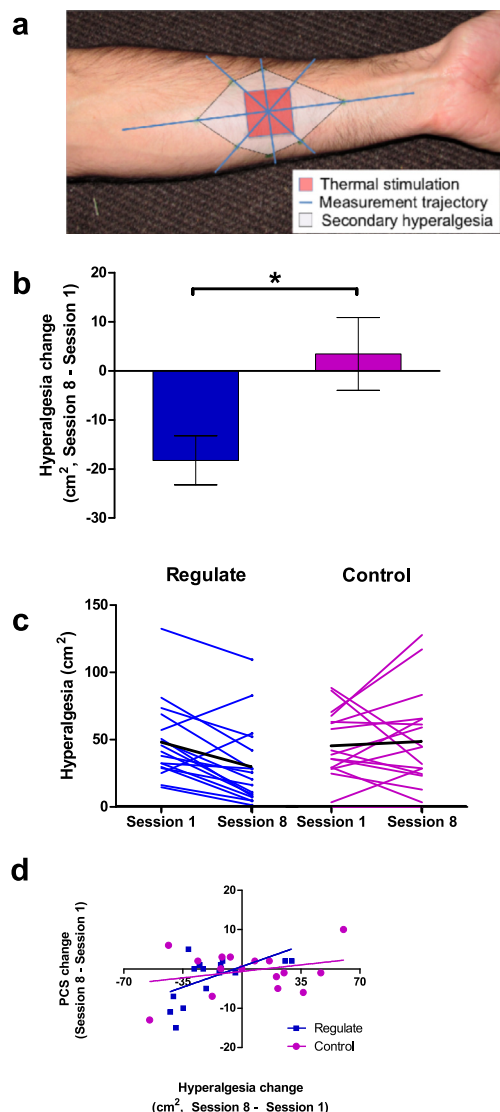 a
Thermal stimulation
Measurement trajectory
Secondary hyperalgesia
b
Hyperalgesia change
(cm², Session 8 - Session 1)
20
10
0
-10
-20
-30
*
Regulate Control
c
Hyperalgesia (cm²)
150
100
50
0
Session 1 Session 8 Session 1 Session 8
d
PCS change
(Session 8 - Session 1)
20
10
-70 -35 35 70
-10
-20
Regulate
Control
Hyperalgesia change
(cm², Session 8 - Session 1)